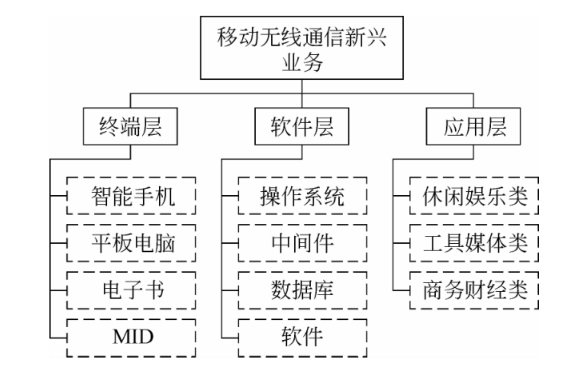 移动无线通信新兴
业务
终端层
软件层
应用层
智能手机
操作系统
休闲娱乐类
平板电脑
中间件
工具媒体类
电子书
数据库
商务财经类
MID
软件